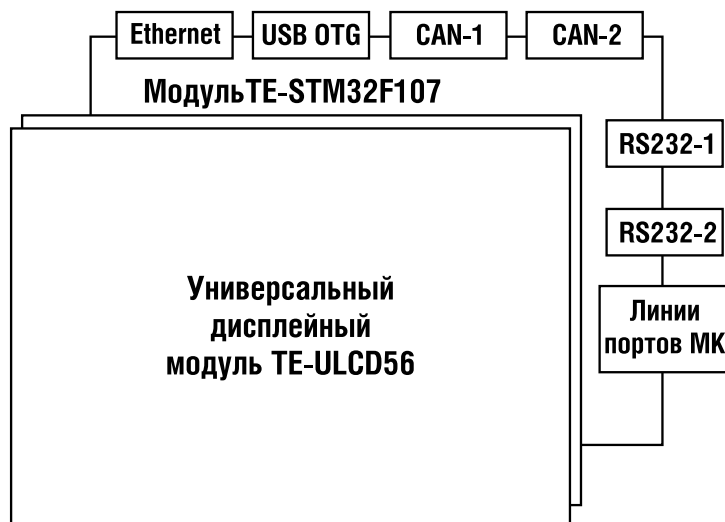 Ethernet
USB OTG
CAN-1
CAN-2
МодульTE-STM32F107
RS232-1
RS232-2
Линии
портов МК
Универсальный
дисплейный
модуль TE-ULCD56